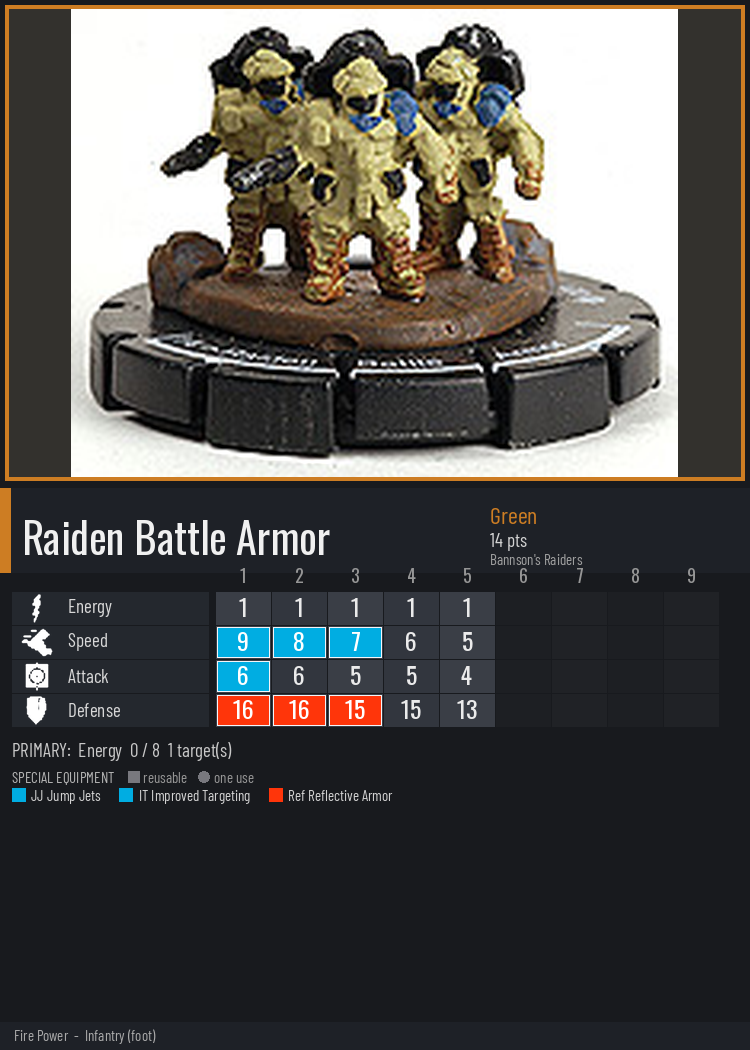 Raiden Battle Armor
Green
14 pts
Bannson's Raiders
1 2 3 4 5 6 7 8 9
Energy 1 1 1 1 1
Speed 9 8 7 6 5
Attack 6 6 5 5 4
Defense 16 16 15 15 13
PRIMARY: Energy 0 / 8 1 target(s)
SPECIAL EQUIPMENT reusable one use
JJ Jump Jets IT Improved Targeting Ref Reflective Armor
Fire Power - Infantry (foot)